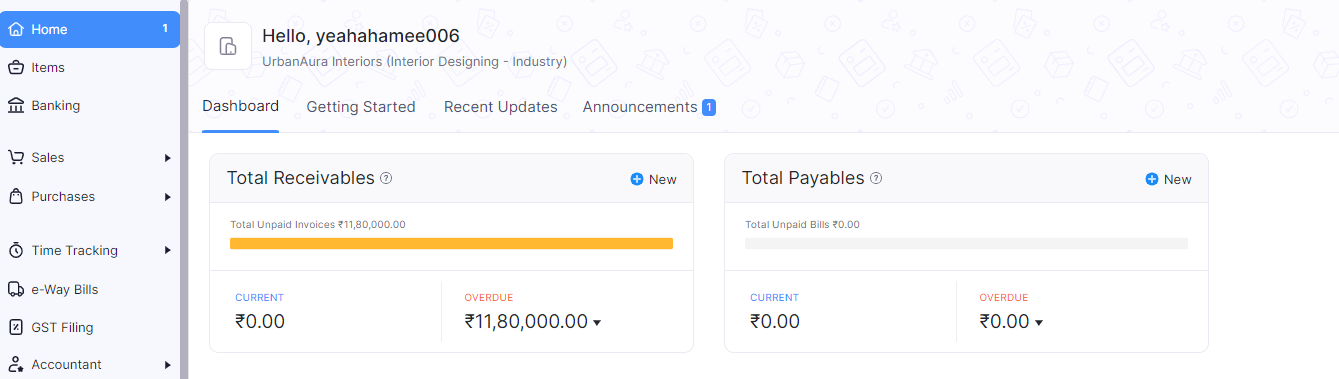 Home 1
Items
Banking
Sales
Purchases
Time Tracking
e-Way Bills
GST Filing
Accountant
Hello, yeahahamee006
UrbanAura Interiors (Interior Designing - Industry)
Dashboard Getting Started Recent Updates Announcements 1
Total Receivables ? New
Total Unpaid Invoices ₹11,80,000.00
CURRENT OVERDUE
₹0.00 ₹11,80,000.00
Total Payables ? New
Total Unpaid Bills ₹0.00
CURRENT OVERDUE
₹0.00 ₹0.00